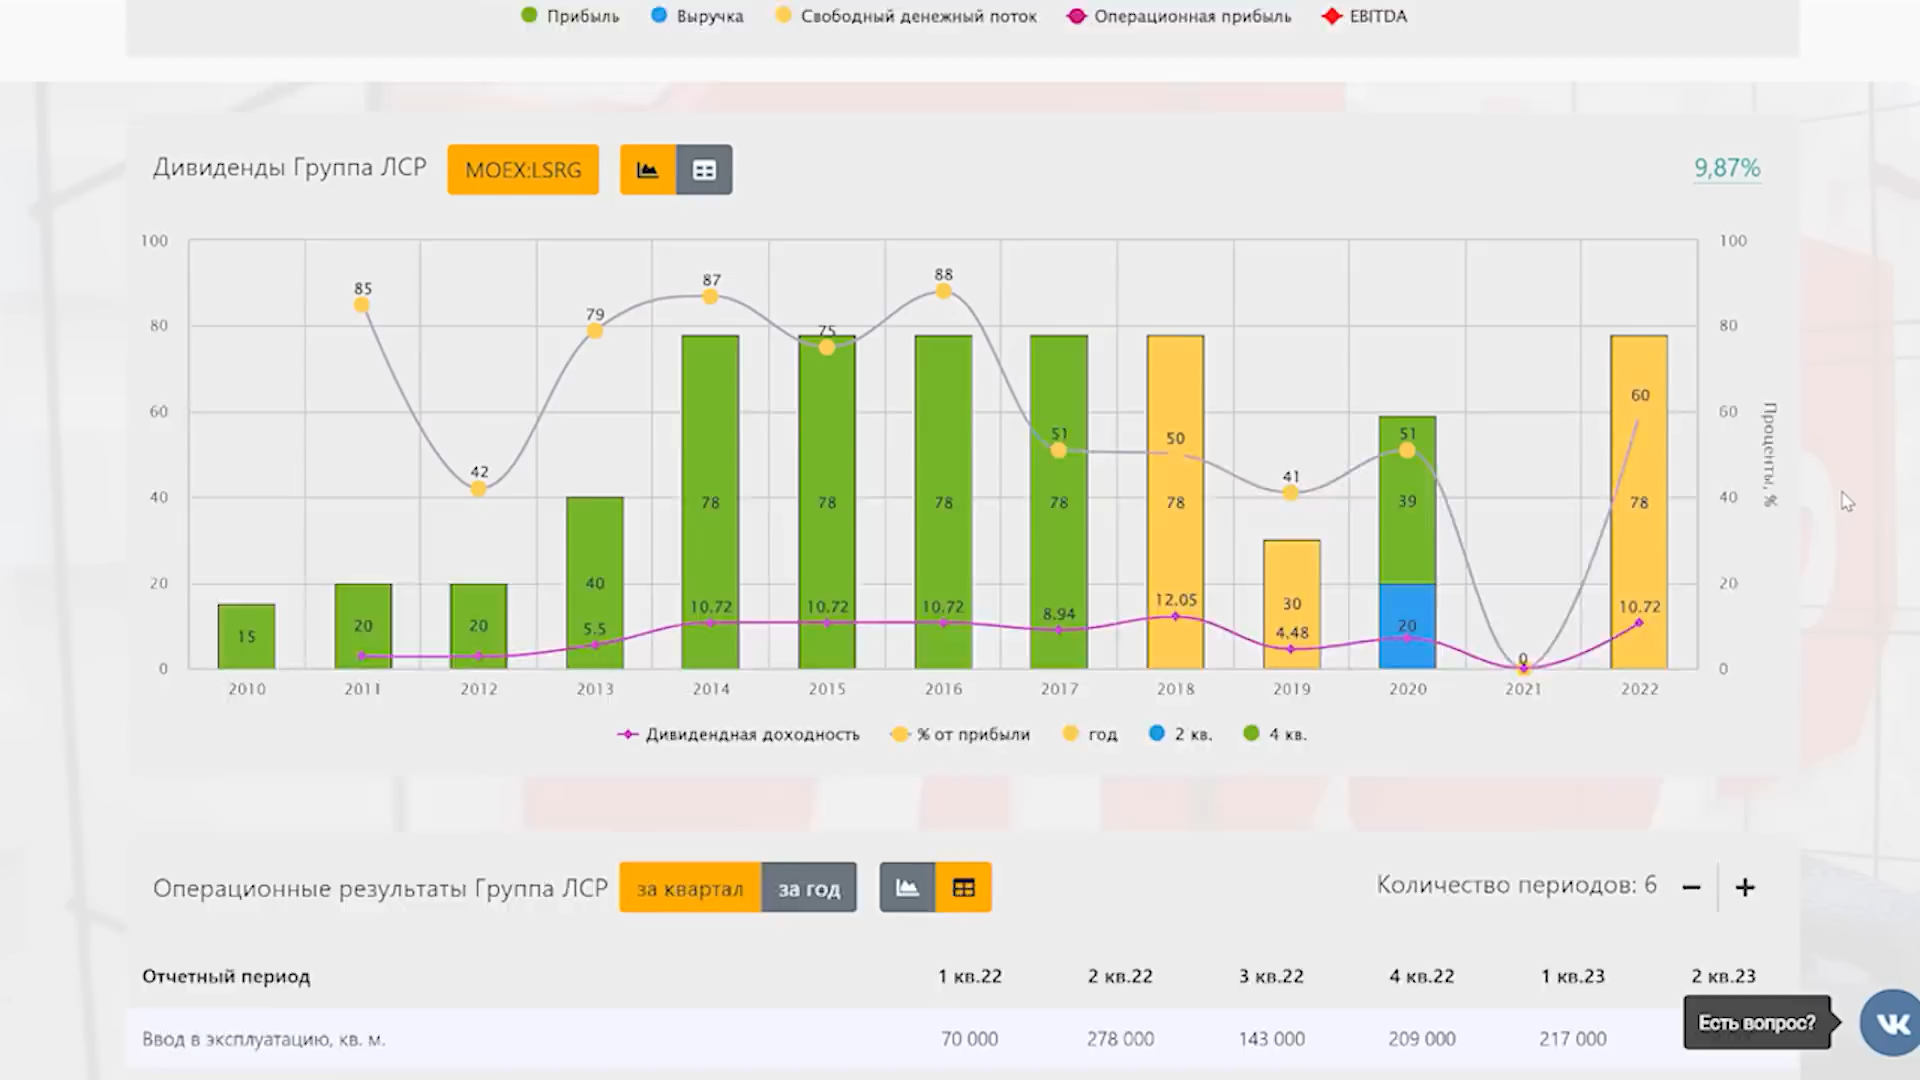 Прибыль Выручка Свободный денежный поток Операционная прибыль EBITDA
Дивиденды Группа ЛСР MOEX:LSRG 9,87%
100 100
88
87
85
79
75
80 80
60 60
60
51 50 51
42 41
40 40
78 78 78 78 78 39 78
40
20 20
15 20 20 30 20
5.5 10.72 10.72 10.72 8.94 12.05 4.48 10.72
0 0 0
Проценты, %
2010 2011 2012 2013 2014 2015 2016 2017 2018 2019 2020 2021 2022
Дивидендная доходность % от прибыли год 2 кв. 4 кв.
Операционные результаты Группа ЛСР за квартал за год Количество периодов: 6 − +
Отчетный период 1 кв.22 2 кв.22 3 кв.22 4 кв.22 1 кв.23 2 кв.23
Есть вопрос?
Ввод в эксплуатацию, кв. м. 70 000 278 000 143 000 209 000 217 000